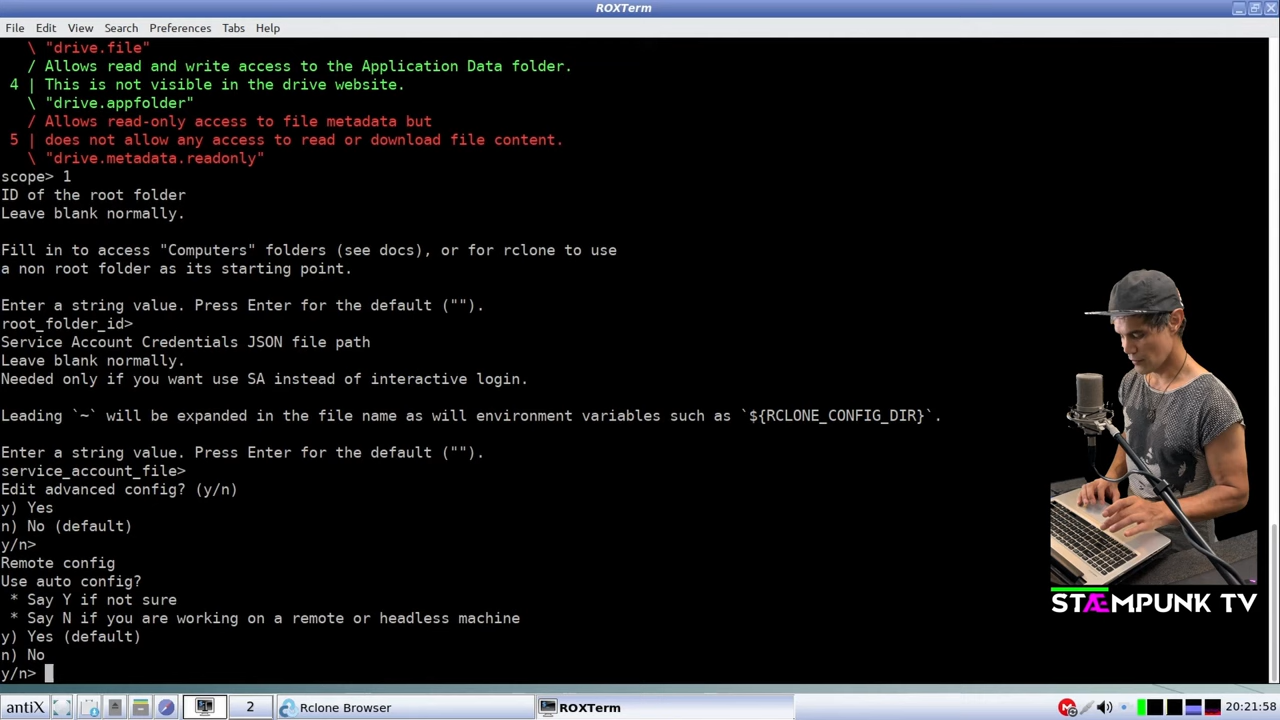 ROXTerm
File Edit View Search Preferences Tabs Help
\ "drive.file"
/ Allows read and write access to the Application Data folder.
4 | This is not visible in the drive website.
\ "drive.appfolder"
/ Allows read-only access to file metadata but
5 | does not allow any access to read or download file content.
\ "drive.metadata.readonly"
scope> 1
ID of the root folder
Leave blank normally.
Fill in to access "Computers" folders (see docs), or for rclone to use
a non root folder as its starting point.
Enter a string value. Press Enter for the default ("").
root_folder_id>
Service Account Credentials JSON file path
Leave blank normally.
Needed only if you want use SA instead of interactive login.
Leading `~` will be expanded in the file name as will environment variables such as `${RCLONE_CONFIG_DIR}`.
Enter a string value. Press Enter for the default ("").
service_account_file>
Edit advanced config? (y/n)
y) Yes
n) No (default)
y/n>
Remote config
Use auto config?
* Say Y if not sure
* Say N if you are working on a remote or headless machine
y) Yes (default)
n) No
y/n>
STÆMPUNK TV
antiX 2 Rclone Browser ROXTerm 20:21:58